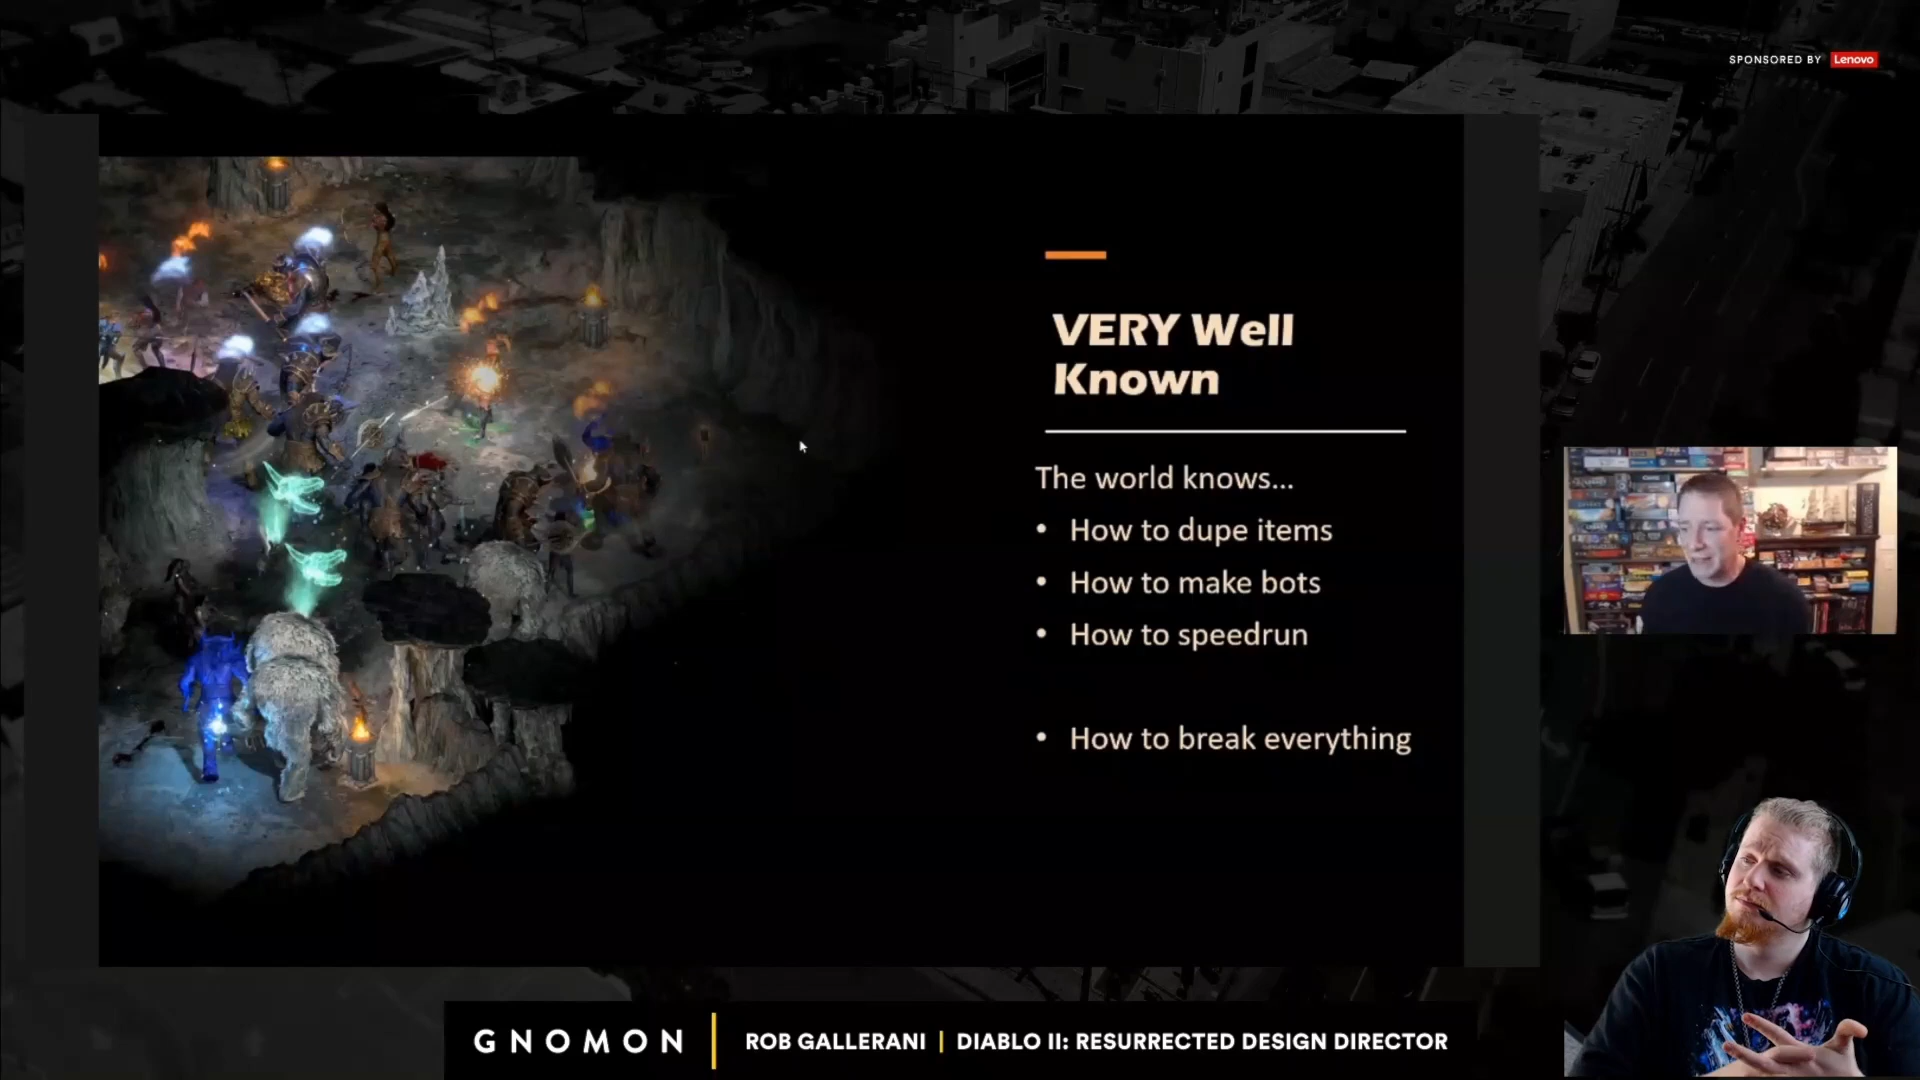 SPONSORED BY Lenovo
VERY Well
Known
The world knows...
• How to dupe items
• How to make bots
• How to speedrun
• How to break everything
GNOMON | ROB GALLERANI | DIABLO II: RESURRECTED DESIGN DIRECTOR